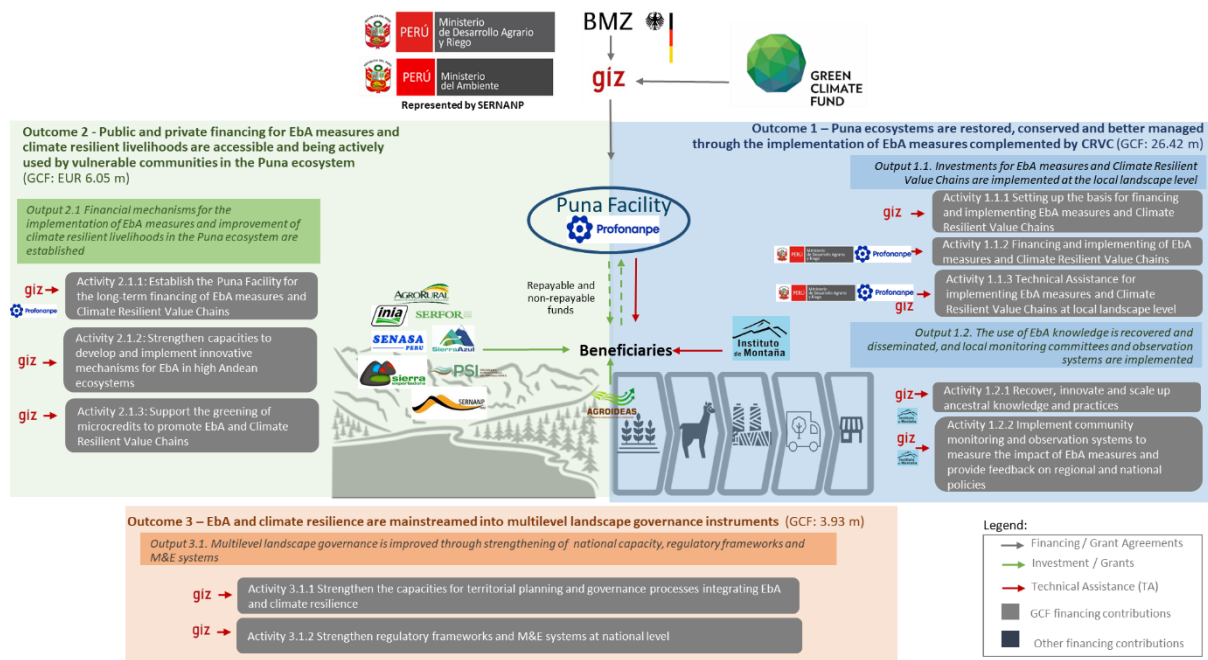 PERÚ
Ministerio
de Desarrollo Agrario
y Riego
PERÚ
Ministerio
del Ambiente
Represented by SERNANP
BMZ
giz
GREEN
CLIMATE
FUND
Outcome 2 - Public and private financing for EbA measures and
climate resilient livelihoods are accessible and being actively
used by vulnerable communities in the Puna ecosystem
(GCF: EUR 6.05 m)
Output 2.1 Financial mechanisms for the
implementation of EbA measures and improvement of
climate resilient livelihoods in the Puna ecosystem are
established
giz
Profonanpe
Activity 2.1.1: Establish the Puna Facility for
the long-term financing of EbA measures and
Climate Resilient Value Chains
giz
Activity 2.1.2: Strengthen capacities to
develop and implement innovative
mechanisms for EbA in high Andean
ecosystems
giz
Activity 2.1.3: Support the greening of
microcredits to promote EbA and Climate
Resilient Value Chains
Puna Facility
Profonanpe
Repayable and
non-repayable
funds
AGRORURAL
inia
SERFOR
SENASA
PERU
SierraAzul
sierra
exportadora
PSI
SERNANP
Beneficiaries
AGROIDEAS
Instituto
de Montaña
Outcome 1 – Puna ecosystems are restored, conserved and better managed
through the implementation of EbA measures complemented by CRVC (GCF: 26.42 m)
Output 1.1. Investments for EbA measures and Climate Resilient
Value Chains are implemented at the local landscape level
giz
Activity 1.1.1 Setting up the basis for financing
and implementing EbA measures and Climate
Resilient Value Chains
PERÚ
Profonanpe
Activity 1.1.2 Financing and implementing of EbA
measures and Climate Resilient Value Chains
PERÚ
Profonanpe
giz
Activity 1.1.3 Technical Assistance for
implementing EbA measures and Climate
Resilient Value Chains at local landscape level
Output 1.2. The use of EbA knowledge is recovered and
disseminated, and local monitoring committees and observation
systems are implemented
giz
Activity 1.2.1 Recover, innovate and scale up
ancestral knowledge and practices
giz
Activity 1.2.2 Implement community
monitoring and observation systems to
measure the impact of EbA measures and
provide feedback on regional and national
policies
Outcome 3 – EbA and climate resilience are mainstreamed into multilevel landscape governance instruments (GCF: 3.93 m)
Output 3.1. Multilevel landscape governance is improved through strengthening of national capacity, regulatory frameworks and
M&E systems
giz
Activity 3.1.1 Strengthen the capacities for territorial planning and governance processes integrating EbA
and climate resilience
giz
Activity 3.1.2 Strengthen regulatory frameworks and M&E systems at national level
Legend:
Financing / Grant Agreements
Investment / Grants
Technical Assistance (TA)
GCF financing contributions
Other financing contributions